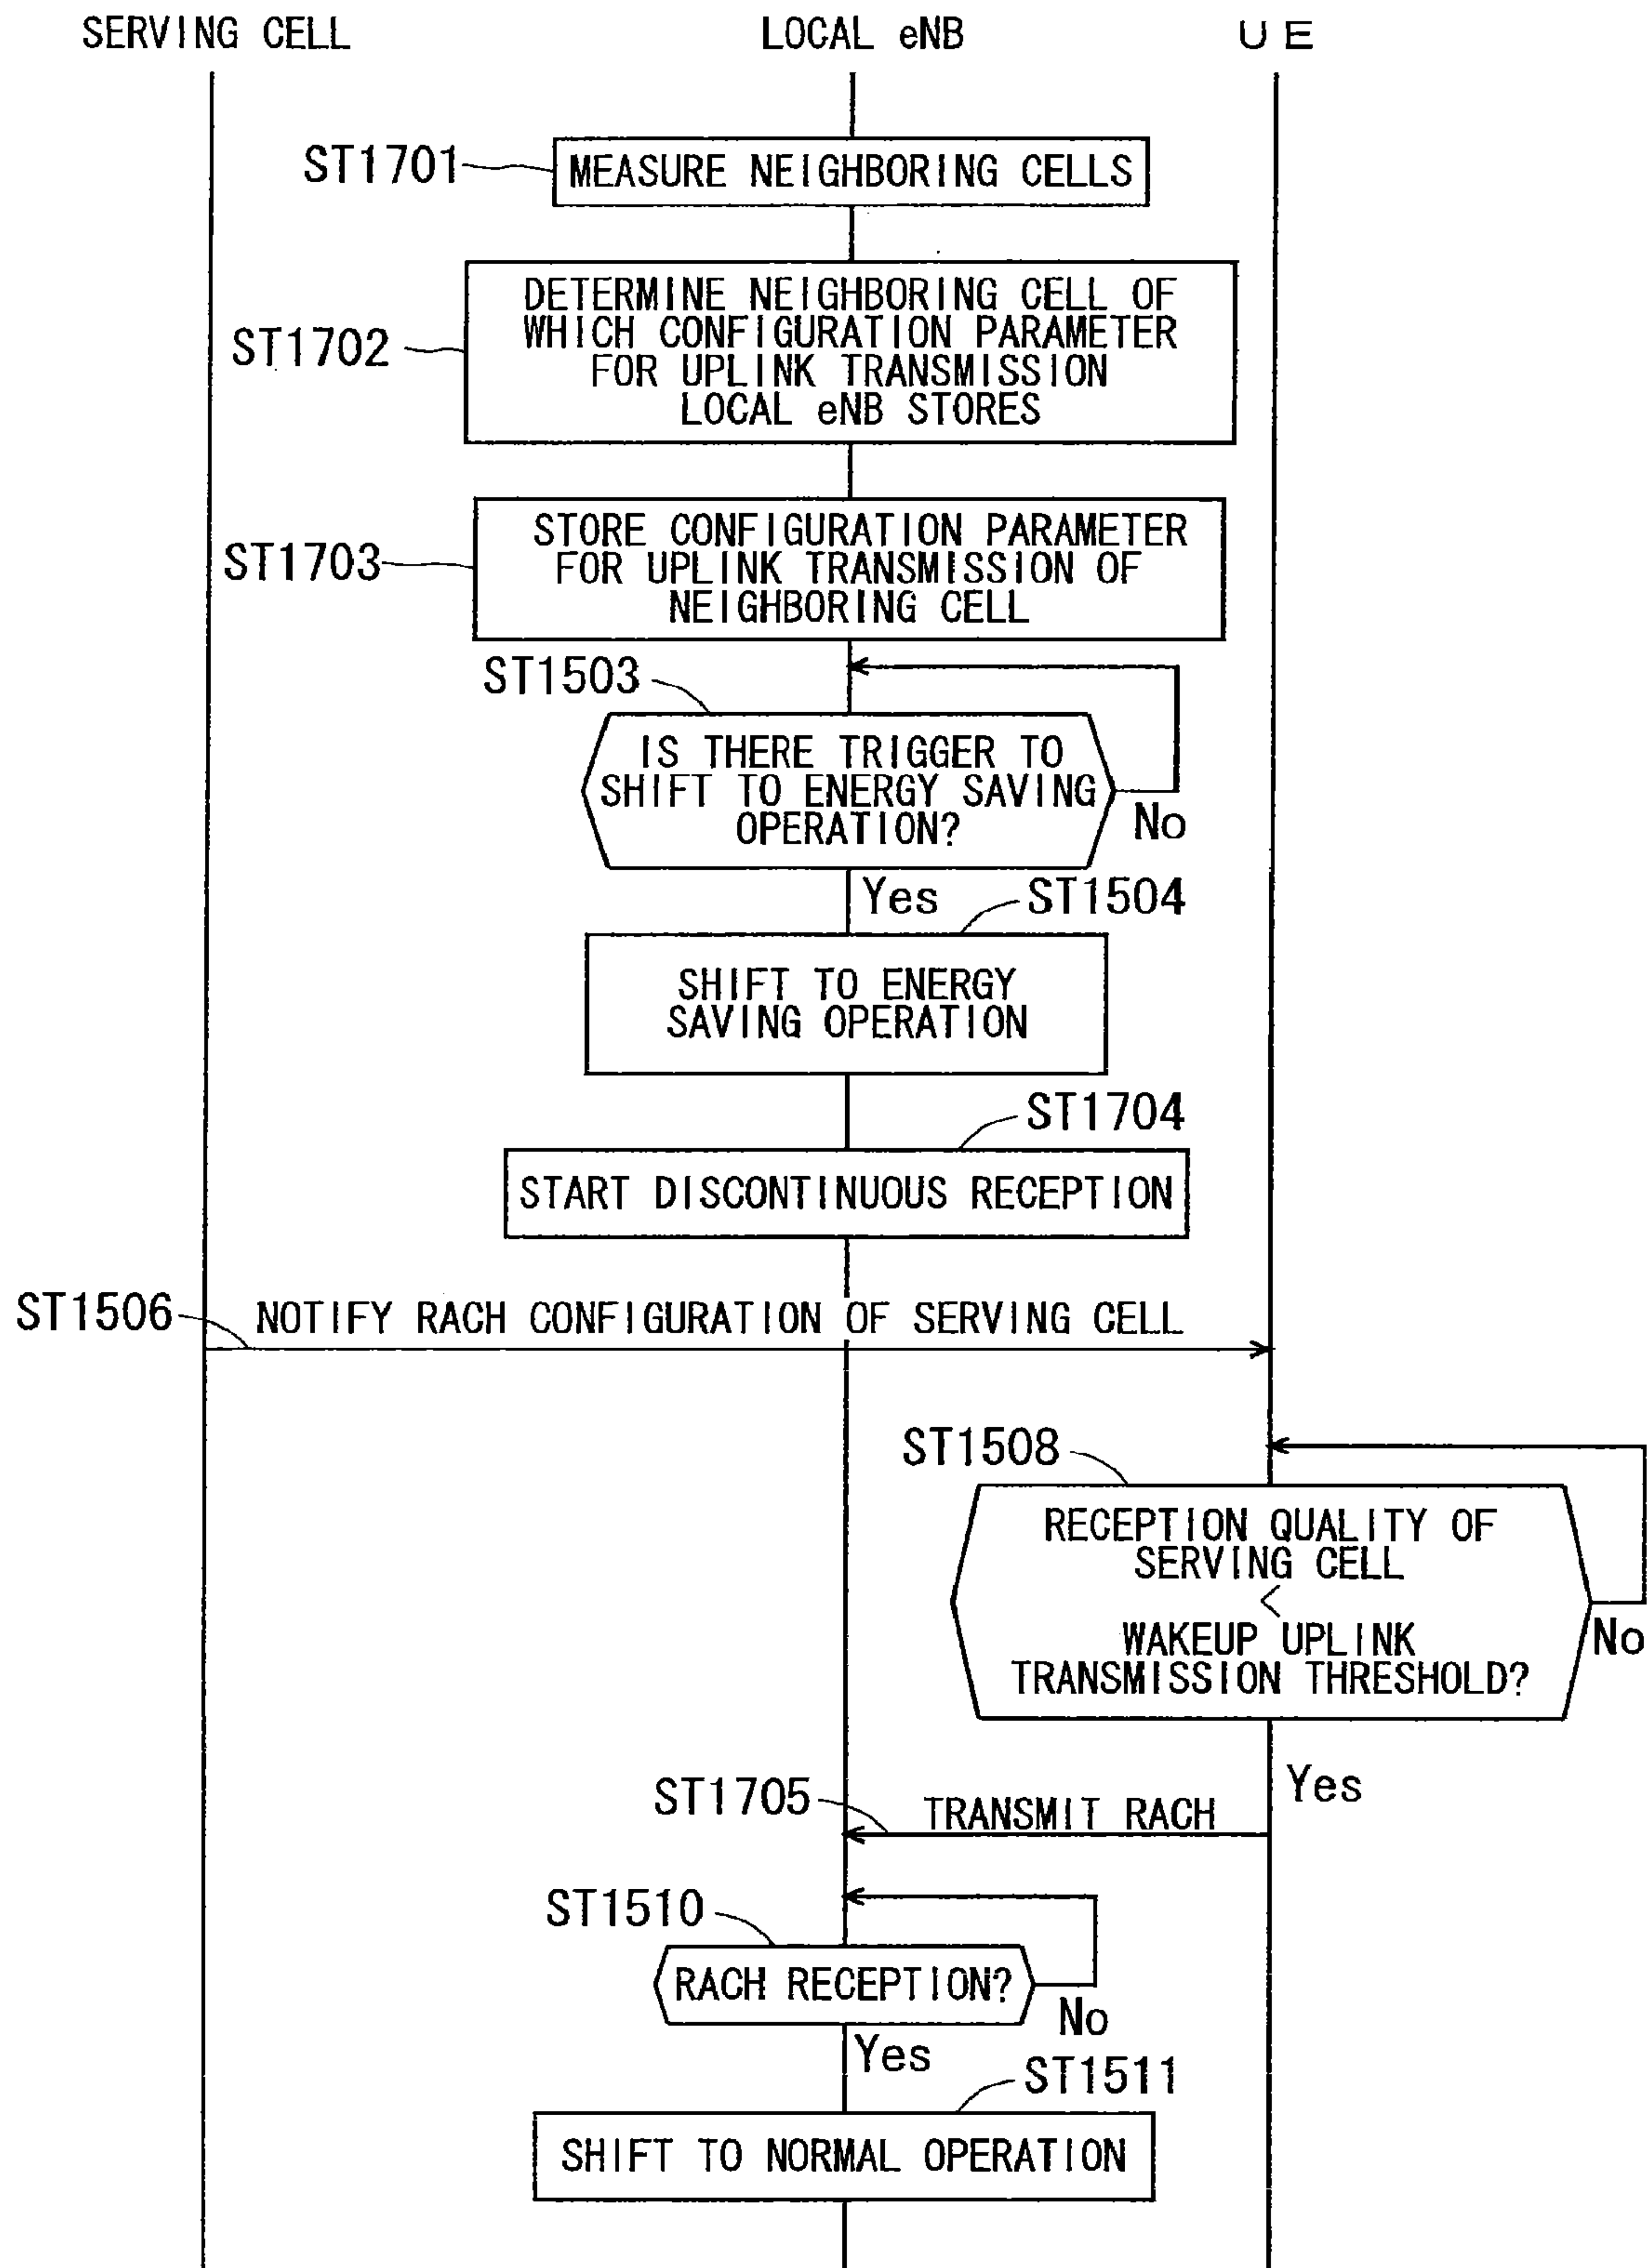 SERVING CELL
LOCAL eNB
UE
ST1701
MEASURE NEIGHBORING CELLS
ST1702
DETERMINE NEIGHBORING CELL OF
WHICH CONFIGURATION PARAMETER
FOR UPLINK TRANSMISSION
LOCAL eNB STORES
ST1703
STORE CONFIGURATION PARAMETER
FOR UPLINK TRANSMISSION OF
NEIGHBORING CELL
ST1503
IS THERE TRIGGER TO
SHIFT TO ENERGY SAVING
OPERATION?
No
Yes
ST1504
SHIFT TO ENERGY
SAVING OPERATION
ST1704
START DISCONTINUOUS RECEPTION
ST1506
NOTIFY RACH CONFIGURATION OF SERVING CELL
ST1508
RECEPTION QUALITY OF
SERVING CELL
<
WAKEUP UPLINK
TRANSMISSION THRESHOLD?
No
Yes
ST1705
TRANSMIT RACH
ST1510
RACH RECEPTION?
No
Yes
ST1511
SHIFT TO NORMAL OPERATION